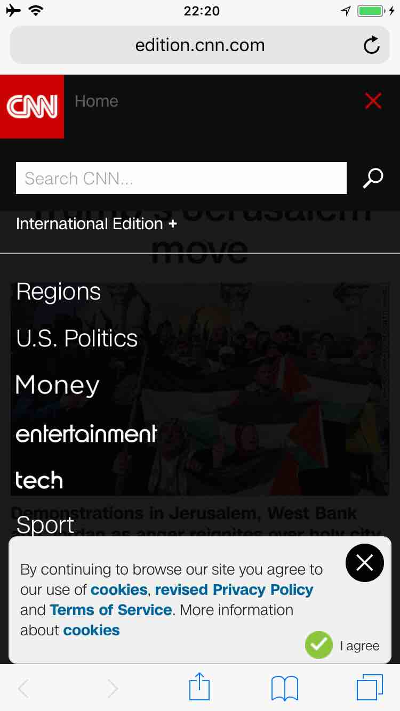 22:20
edition.cnn.com
CNN
Home
Search CNN...
Jerusalem
International Edition +
move
Regions
U.S. Politics
Money
entertainment
tech
Demonstrations in Jerusalem, West Bank
Sport
By continuing to browse our site you agree to
our use of cookies, revised Privacy Policy
and Terms of Service. More information
about cookies
I agree